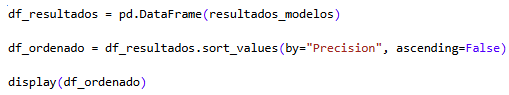 df_resultados = pd.DataFrame(resultados_modelos)
df_ordenado = df_resultados.sort_values(by="Precision", ascending=False)
display(df_ordenado)